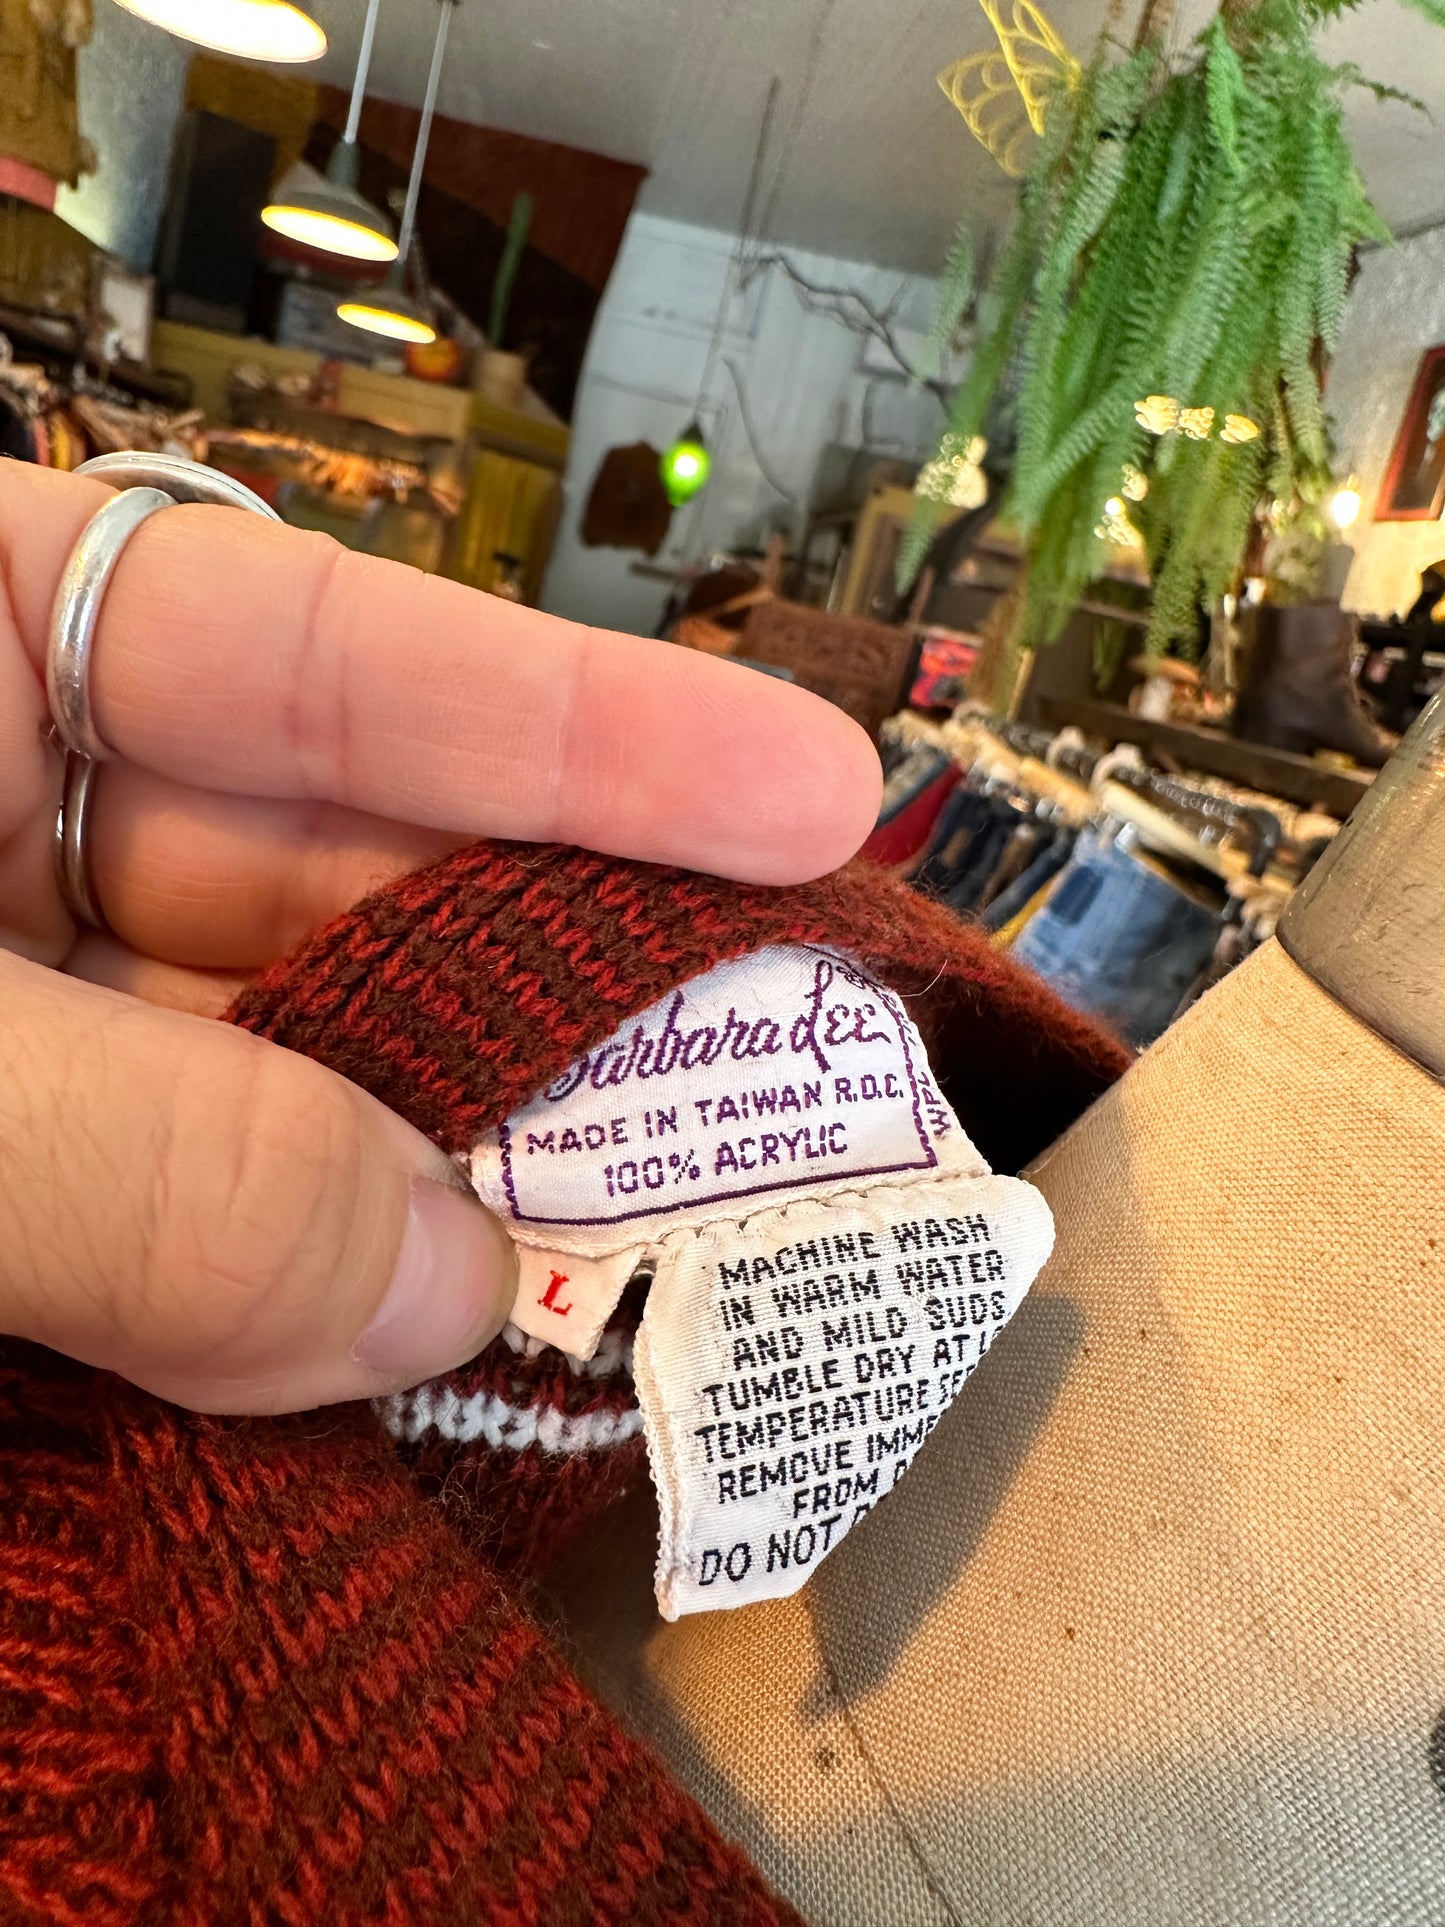 Barbara Lee
MADE IN TAIWAN R.O.C.
100% ACRYLIC
WPL
L
MACHINE WASH
IN WARM WATER
AND MILD SUDS
TUMBLE DRY AT
TEMPERATURE
REMOVE
FROM
DO NOT